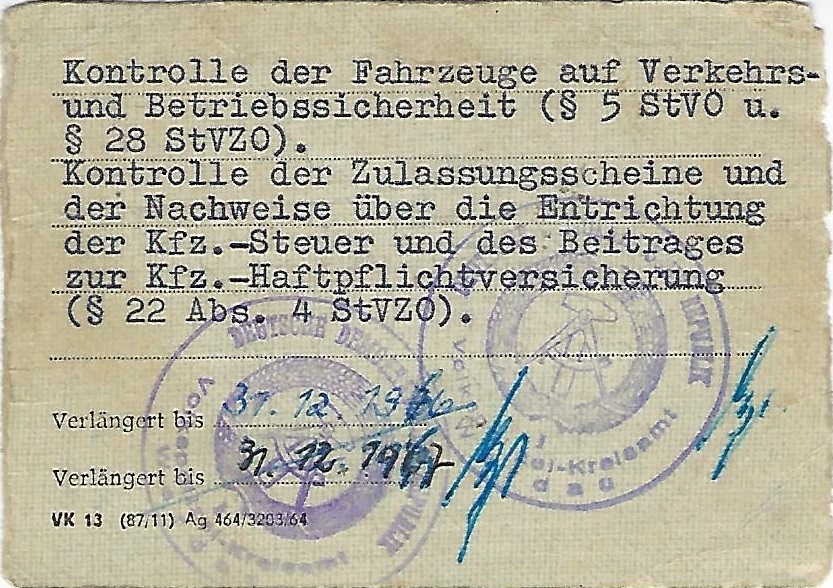 Kontrolle der Fahrzeuge auf Verkehrs-
und Betriebssicherheit (§ 5 StVO u.
§ 28 StVZO).
Kontrolle der Zulassungsscheine und
der Nachweise über die Entrichtung
der Kfz.-Steuer und des Beitrages
zur Kfz.-Haftpflichtversicherung
(§ 22 Abs. 4 StVZO).
DEUTSCHE
Verlängert bis 31. 12. 1966
Verlängert bis 31. 12. 1967
VK 13 (87/11) Ag 464/3203/64
-Kreisamt